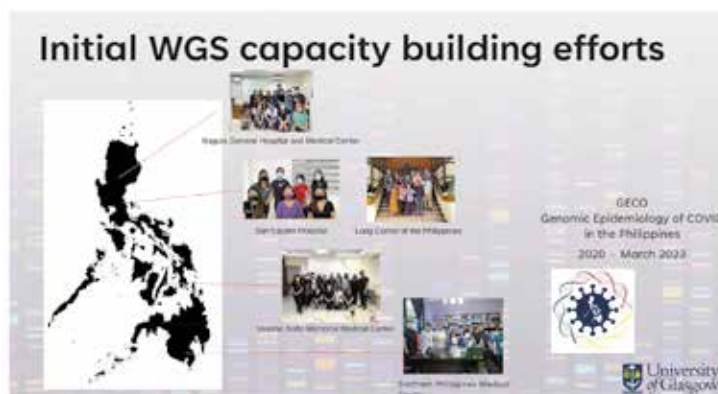 Initial WGS capacity building efforts
Baguio General Hospital and Medical Center
San Lazaro Hospital
Lung Center of the Philippines
Vicente Sotto Memorial Medical Center
Southern Philippines Medical
GECO
Genomic Epidemiology of COVID
in the Philippines
2020 - March 2023
University
of Glasgow